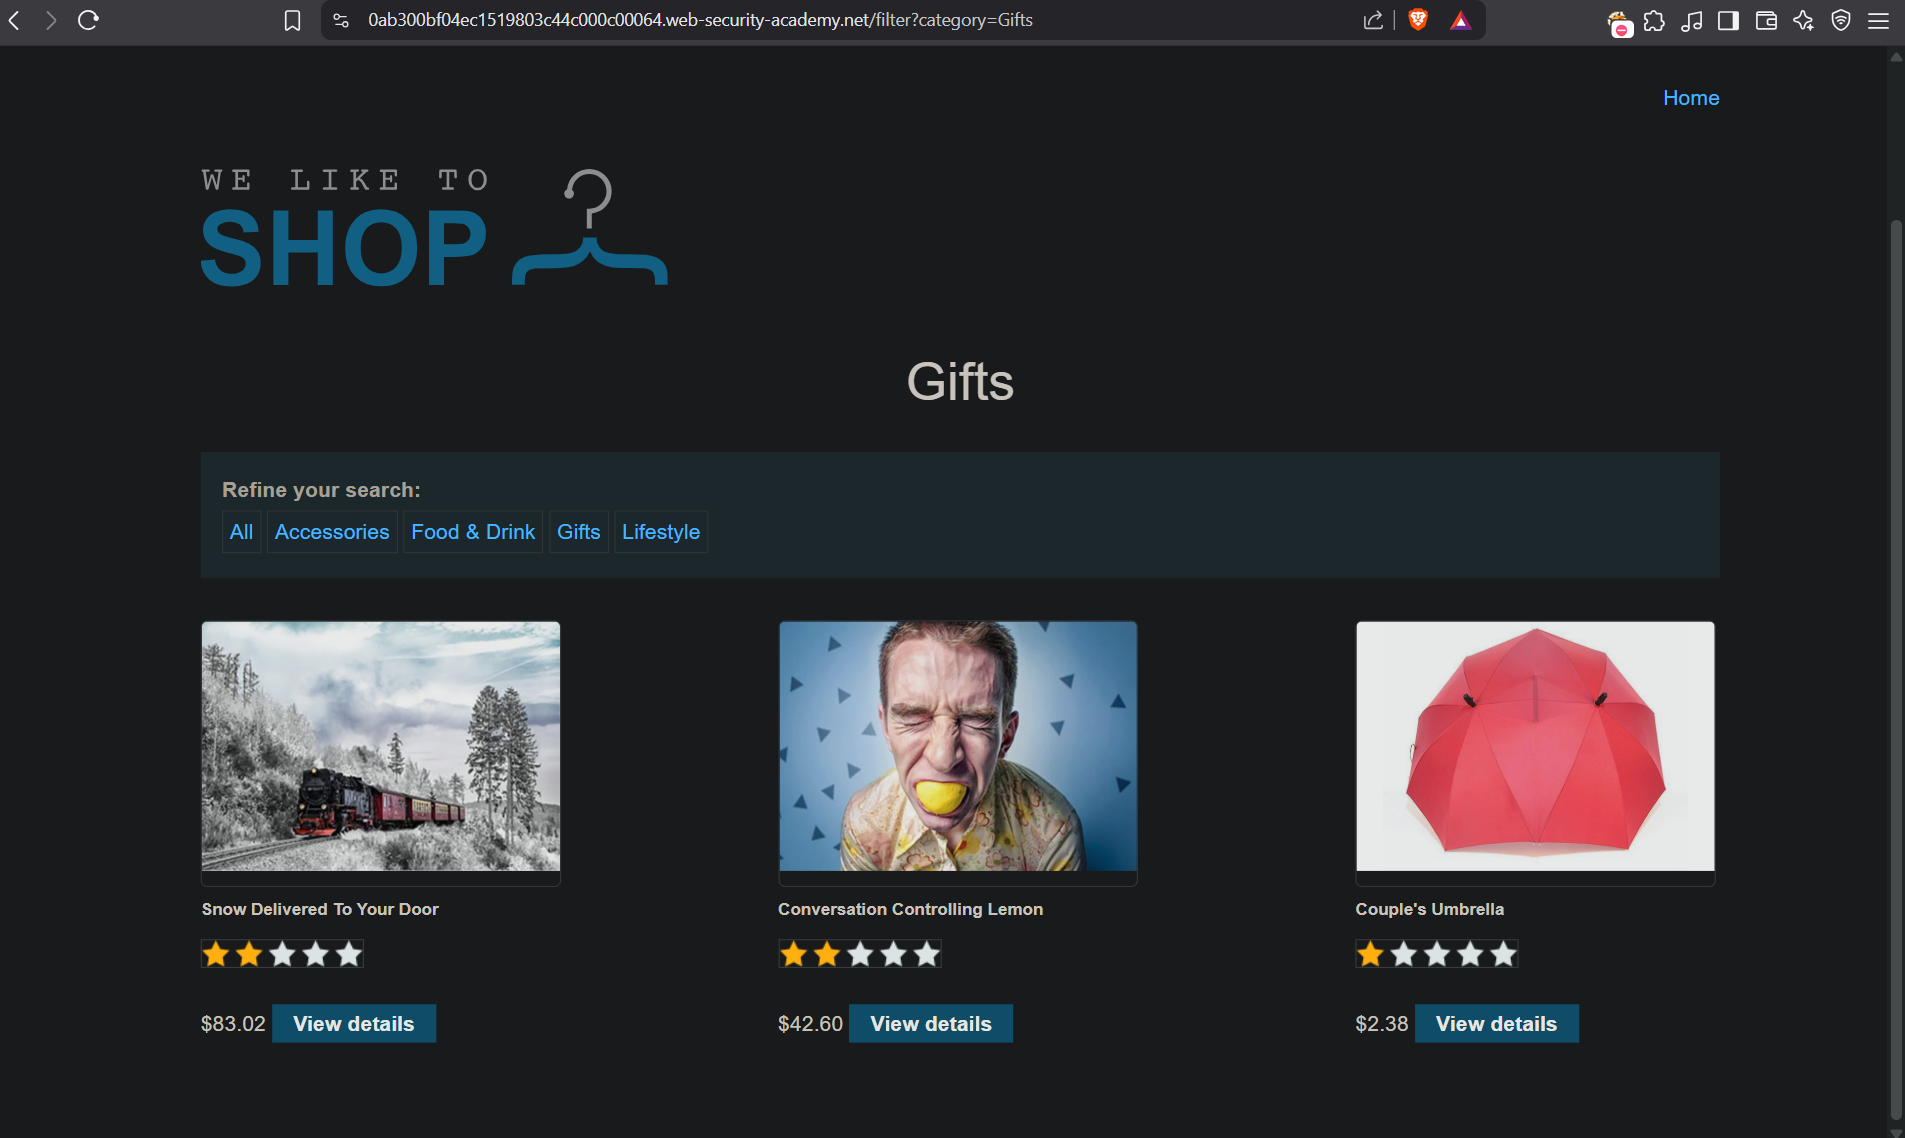 0ab300bf04ec1519803c44c000c00064.web-security-academy.net/filter?category=Gifts
Home
WE LIKE TO
SHOP
Gifts
Refine your search:
All Accessories Food & Drink Gifts Lifestyle
Snow Delivered To Your Door Conversation Controlling Lemon Couple's Umbrella
$83.02 View details $42.60 View details $2.38 View details